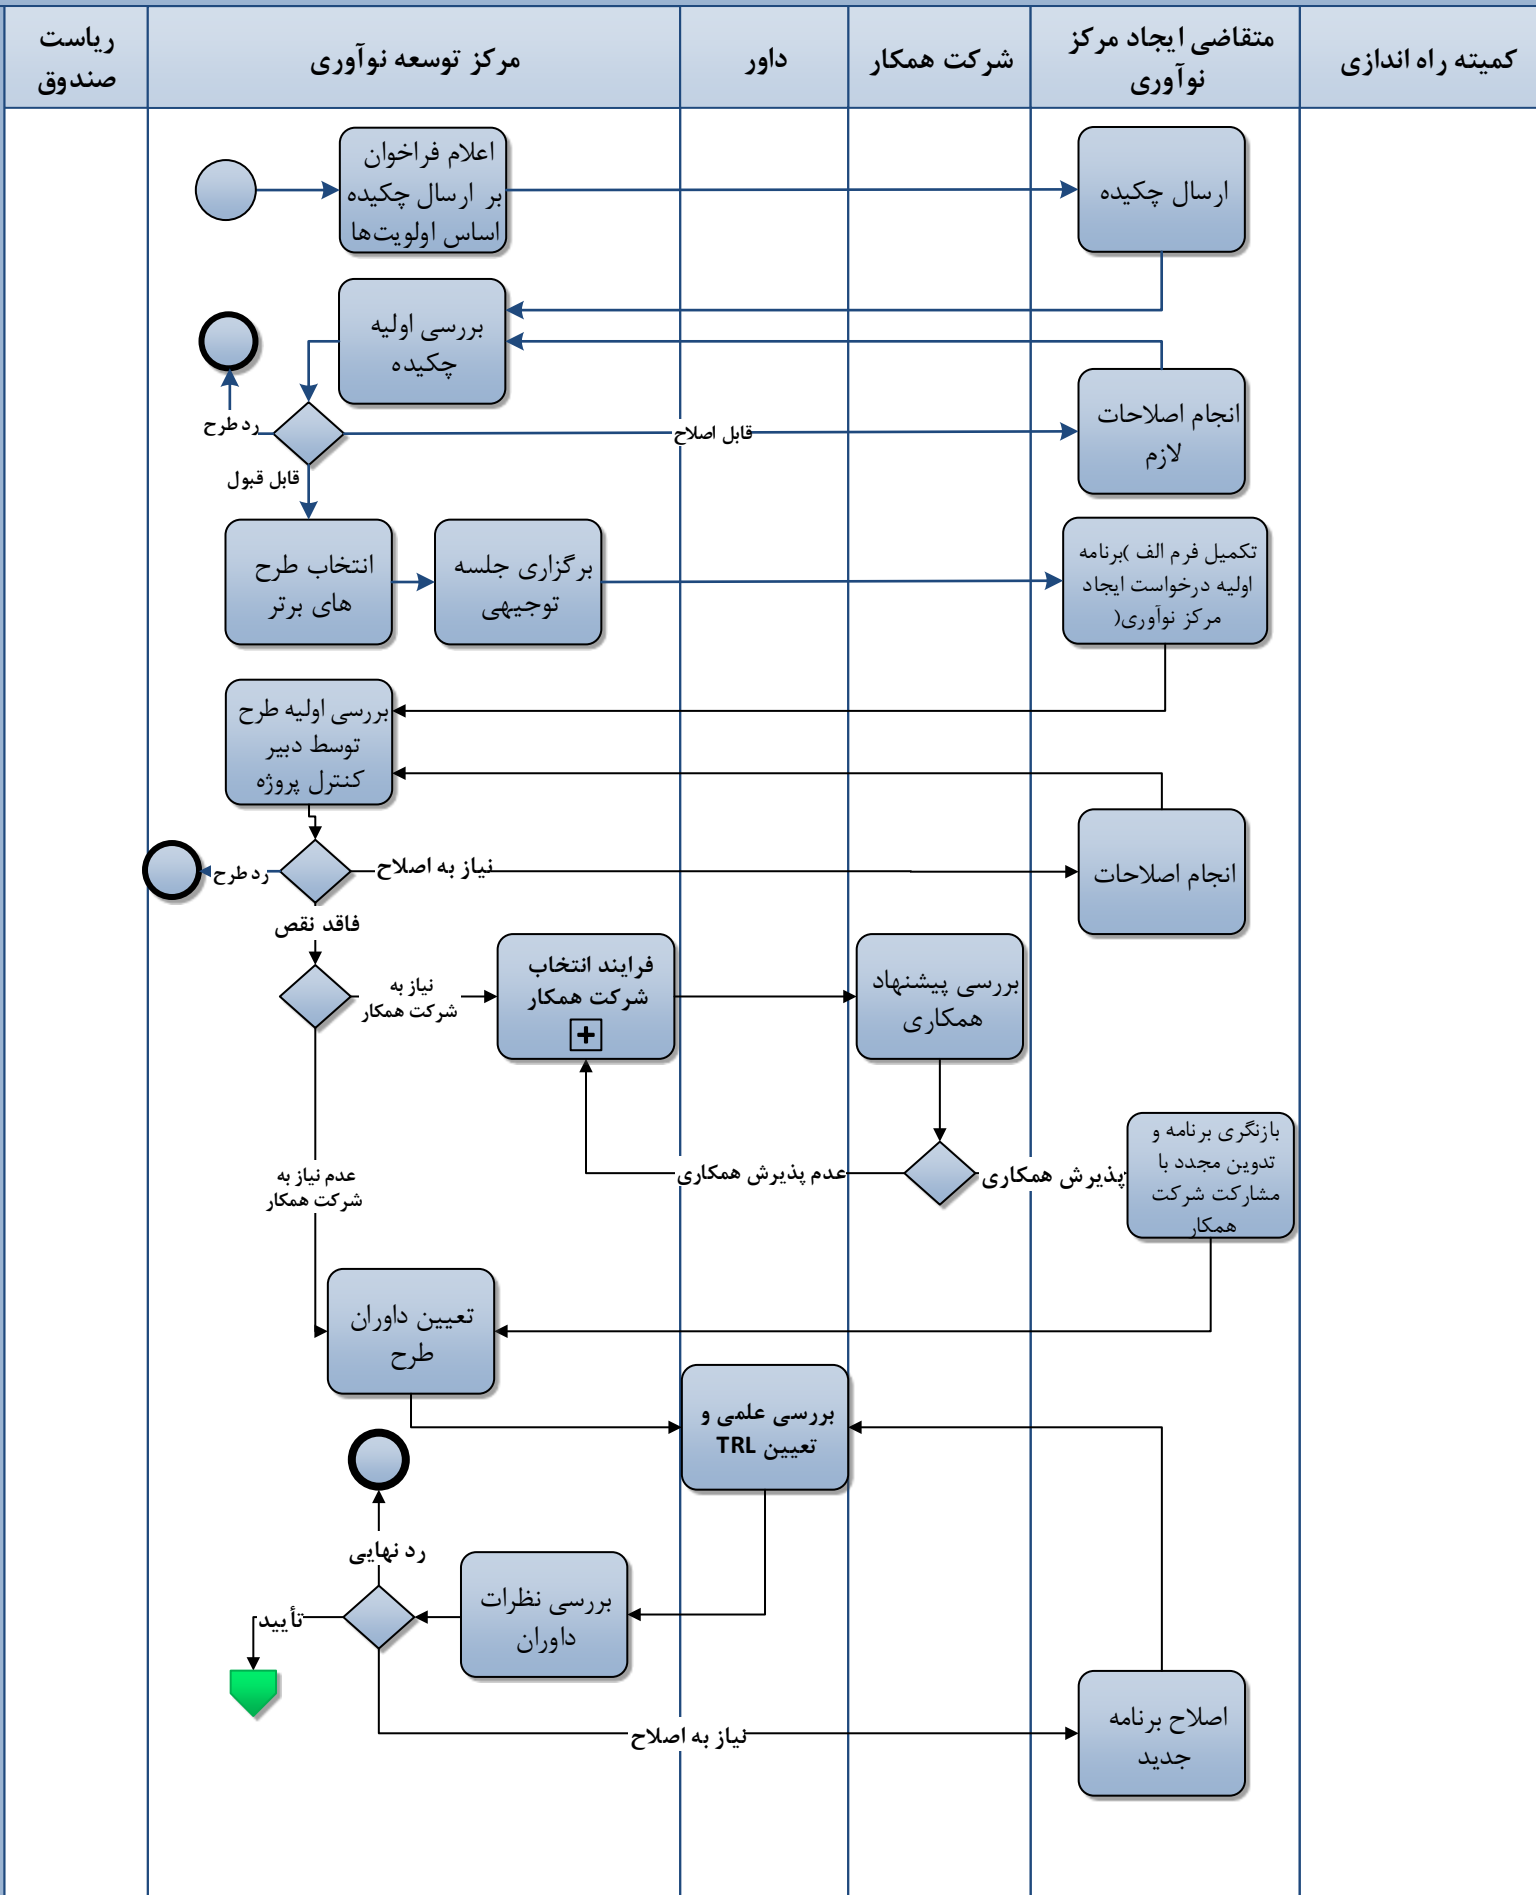 کمیته راه اندازی
متقاضی ایجاد مرکز
نوآوری
شرکت همکار
داور
مرکز توسعه نوآوری
ریاست
صندوق
اعلام فراخوان
بر ارسال چکیده
اساس اولویت‌ها
ارسال چکیده
بررسی اولیه
چکیده
رد طرح
قابل اصلاح
انجام اصلاحات
لازم
قابل قبول
انتخاب طرح
های برتر
برگزاری جلسه
توجیهی
تکمیل فرم الف )برنامه
اولیه درخواست ایجاد
مرکز نوآوری(
بررسی اولیه طرح
توسط دبیر
کنترل پروژه
رد طرح
نیاز به اصلاح
انجام اصلاحات
فاقد نقص
نیاز به
شرکت همکار
فرایند انتخاب
شرکت همکار
بررسی پیشنهاد
همکاری
عدم پذیرش همکاری
پذیرش همکاری
بازنگری برنامه و
تدوین مجدد با
مشارکت شرکت
همکار
عدم نیاز به
شرکت همکار
تعیین داوران
طرح
بررسی علمی و
تعیین TRL
رد نهایی
بررسی نظرات
داوران
تأیید
نیاز به اصلاح
اصلاح برنامه
جدید